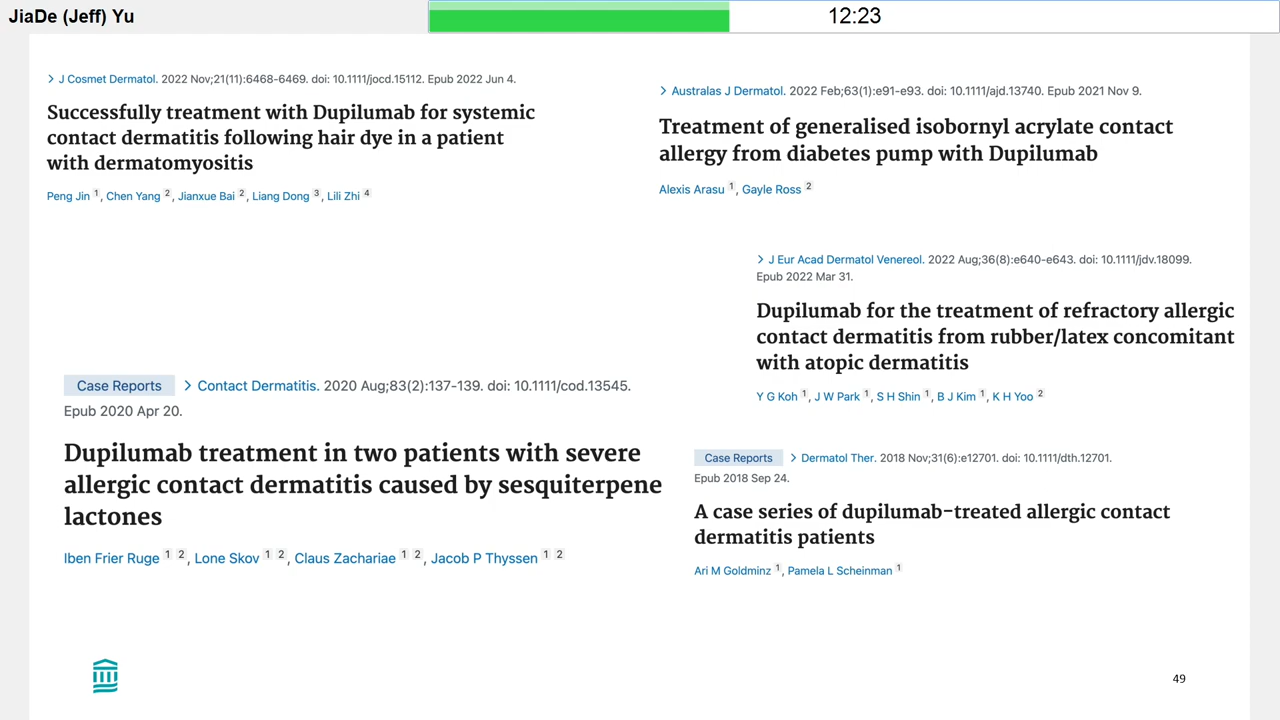 JiaDe (Jeff) Yu
12:23
> J Cosmet Dermatol. 2022 Nov;21(11):6468-6469. doi: 10.1111/jocd.15112. Epub 2022 Jun 4.
Successfully treatment with Dupilumab for systemic
contact dermatitis following hair dye in a patient
with dermatomyositis
Peng Jin 1, Chen Yang 2, Jianxue Bai 2, Liang Dong 3, Lili Zhi 4
> Australas J Dermatol. 2022 Feb;63(1):e91-e93. doi: 10.1111/ajd.13740. Epub 2021 Nov 9.
Treatment of generalised isobornyl acrylate contact
allergy from diabetes pump with Dupilumab
Alexis Arasu 1, Gayle Ross 2
> J Eur Acad Dermatol Venereol. 2022 Aug;36(8):e640-e643. doi: 10.1111/jdv.18099.
Epub 2022 Mar 31.
Dupilumab for the treatment of refractory allergic
contact dermatitis from rubber/latex concomitant
with atopic dermatitis
Y G Koh 1, J W Park 1, S H Shin 1, B J Kim 1, K H Yoo 2
Case Reports > Contact Dermatitis. 2020 Aug;83(2):137-139. doi: 10.1111/cod.13545.
Epub 2020 Apr 20.
Dupilumab treatment in two patients with severe
allergic contact dermatitis caused by sesquiterpene
lactones
Iben Frier Ruge 1 2, Lone Skov 1 2, Claus Zachariae 1 2, Jacob P Thyssen 1 2
Case Reports > Dermatol Ther. 2018 Nov;31(6):e12701. doi: 10.1111/dth.12701.
Epub 2018 Sep 24.
A case series of dupilumab-treated allergic contact
dermatitis patients
Ari M Goldminz 1, Pamela L Scheinman 1
49